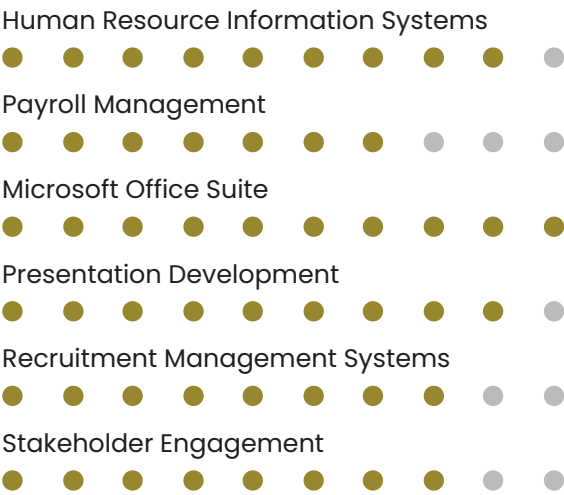 Human Resource Information Systems
Payroll Management
Microsoft Office Suite
Presentation Development
Recruitment Management Systems
Stakeholder Engagement